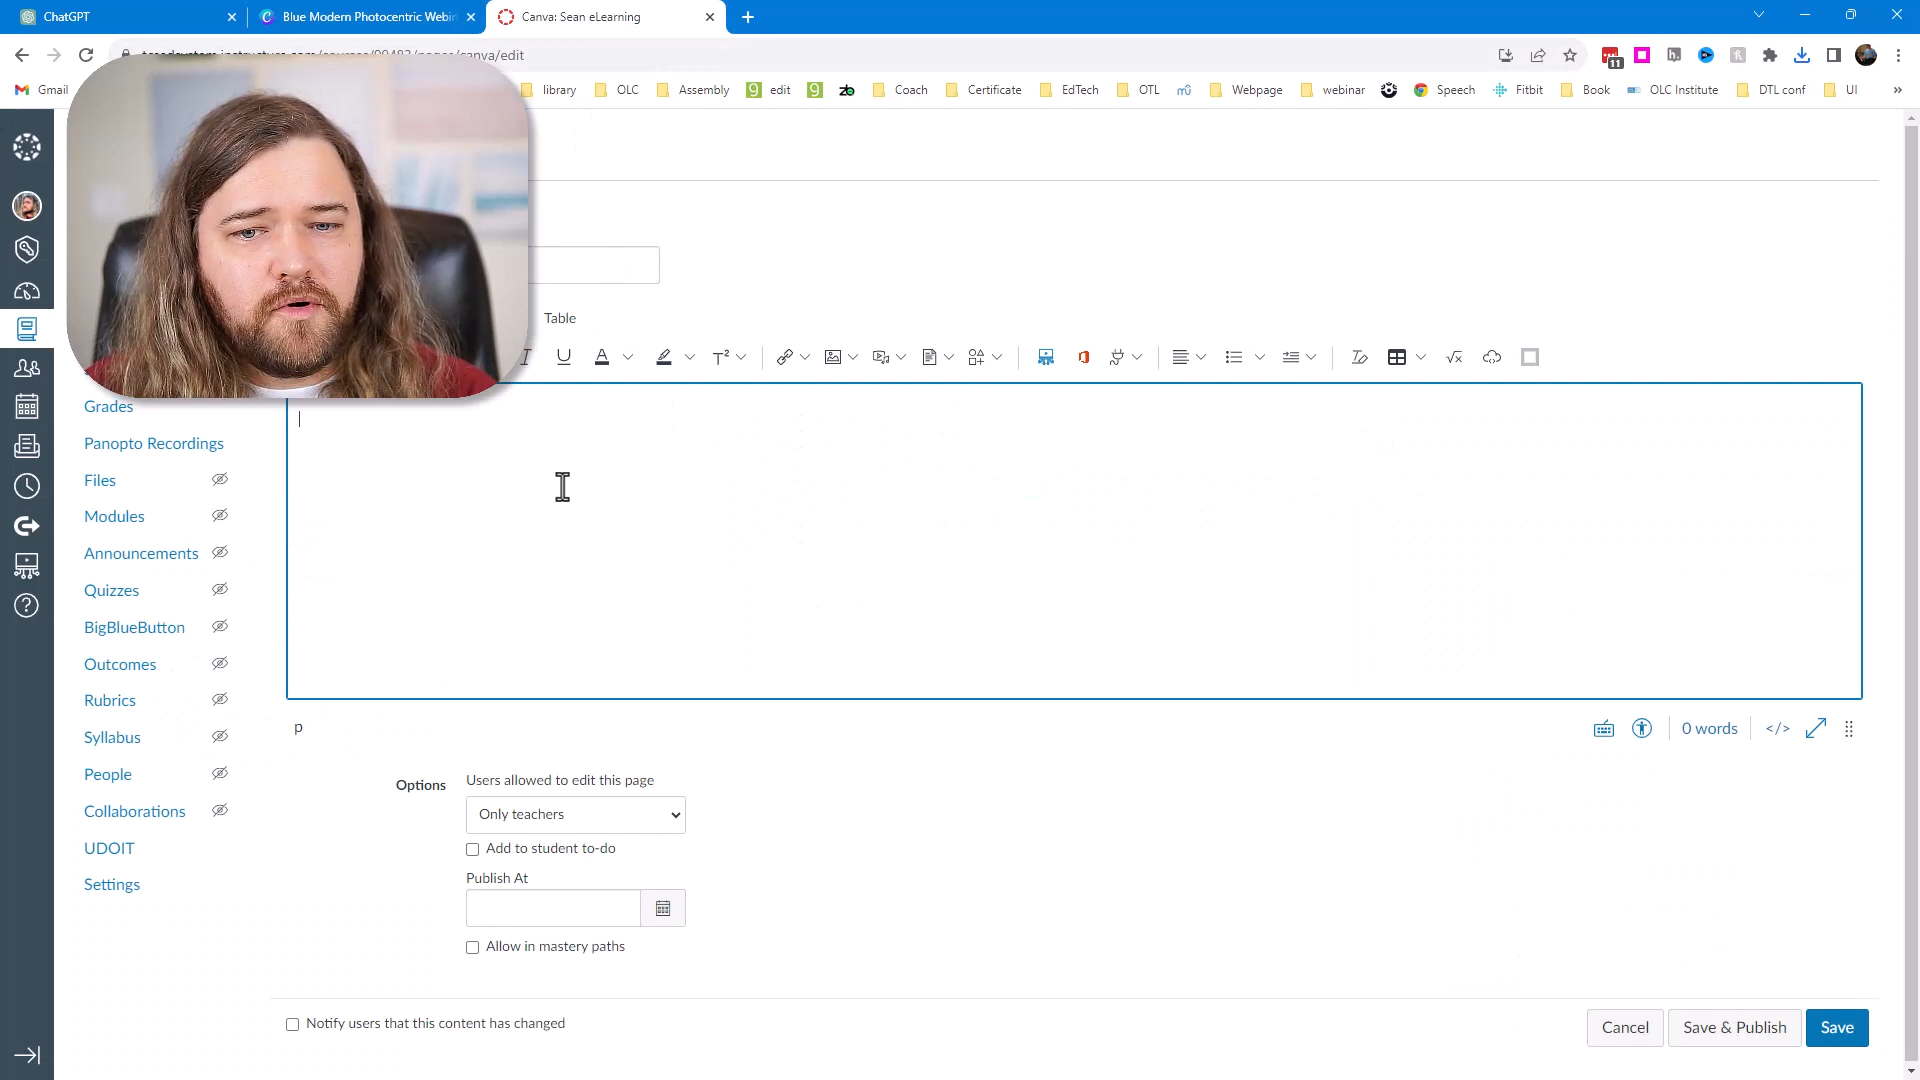 ChatGPT
Blue Modern Photocentric Webin
Canva: Sean eLearning
11
Gmail
library
OLC
Assembly
edit
Coach
Certificate
EdTech
OTL
Webpage
webinar
Speech
Fitbit
Book
OLC Institute
DTL conf
UI
»
Table
Grades
Panopto Recordings
Files
Modules
Announcements
Quizzes
BigBlueButton
Outcomes
Rubrics
Syllabus
People
Collaborations
UDOIT
Settings
p
0 words
</>
Options
Users allowed to edit this page
Only teachers
Add to student to-do
Publish At
Allow in mastery paths
Notify users that this content has changed
Cancel
Save & Publish
Save